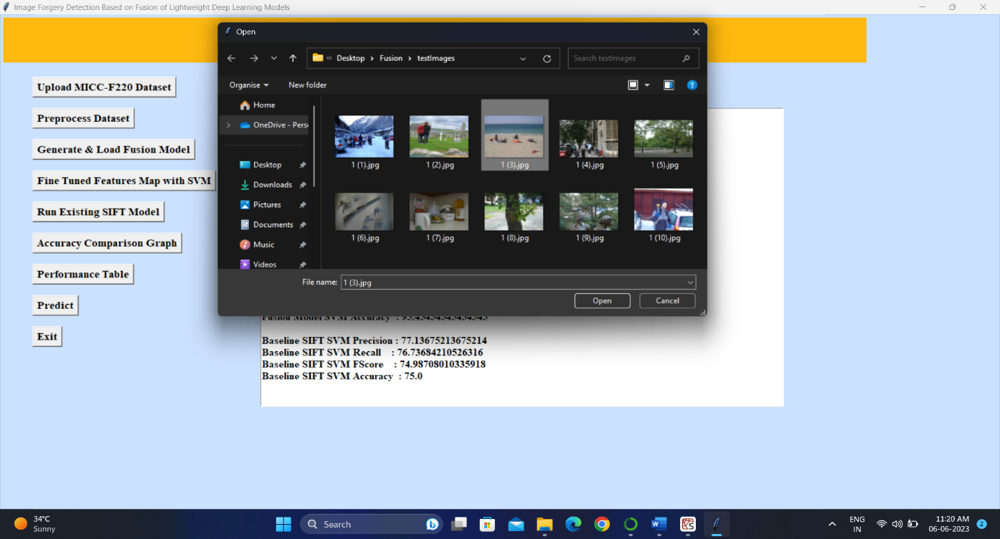 Image Forgery Detection Based on Fusion of Lightweight Deep Learning Models
Open
Desktop > Fusion > testImages
Search testImages
Organise
New folder
Home
OneDrive - Pers
Desktop
Downloads
Pictures
Documents
Music
Videos
1 (1).jpg
1 (2).jpg
1 (3).jpg
1 (4).jpg
1 (5).jpg
1 (6).jpg
1 (7).jpg
1 (8).jpg
1 (9).jpg
1 (10).jpg
File name: 1 (3).jpg
Open
Cancel
Upload MICC-F220 Dataset
Preprocess Dataset
Generate & Load Fusion Model
Fine Tuned Features Map with SVM
Run Existing SIFT Model
Accuracy Comparison Graph
Performance Table
Predict
Exit
Fusion Model SVM Accuracy :
Baseline SIFT SVM Precision : 77.13675213675214
Baseline SIFT SVM Recall : 76.73684210526316
Baseline SIFT SVM FScore : 74.98708010335918
Baseline SIFT SVM Accuracy : 75.0
34°C
Sunny
Search
ENG
IN
11:20 AM
06-06-2023
2